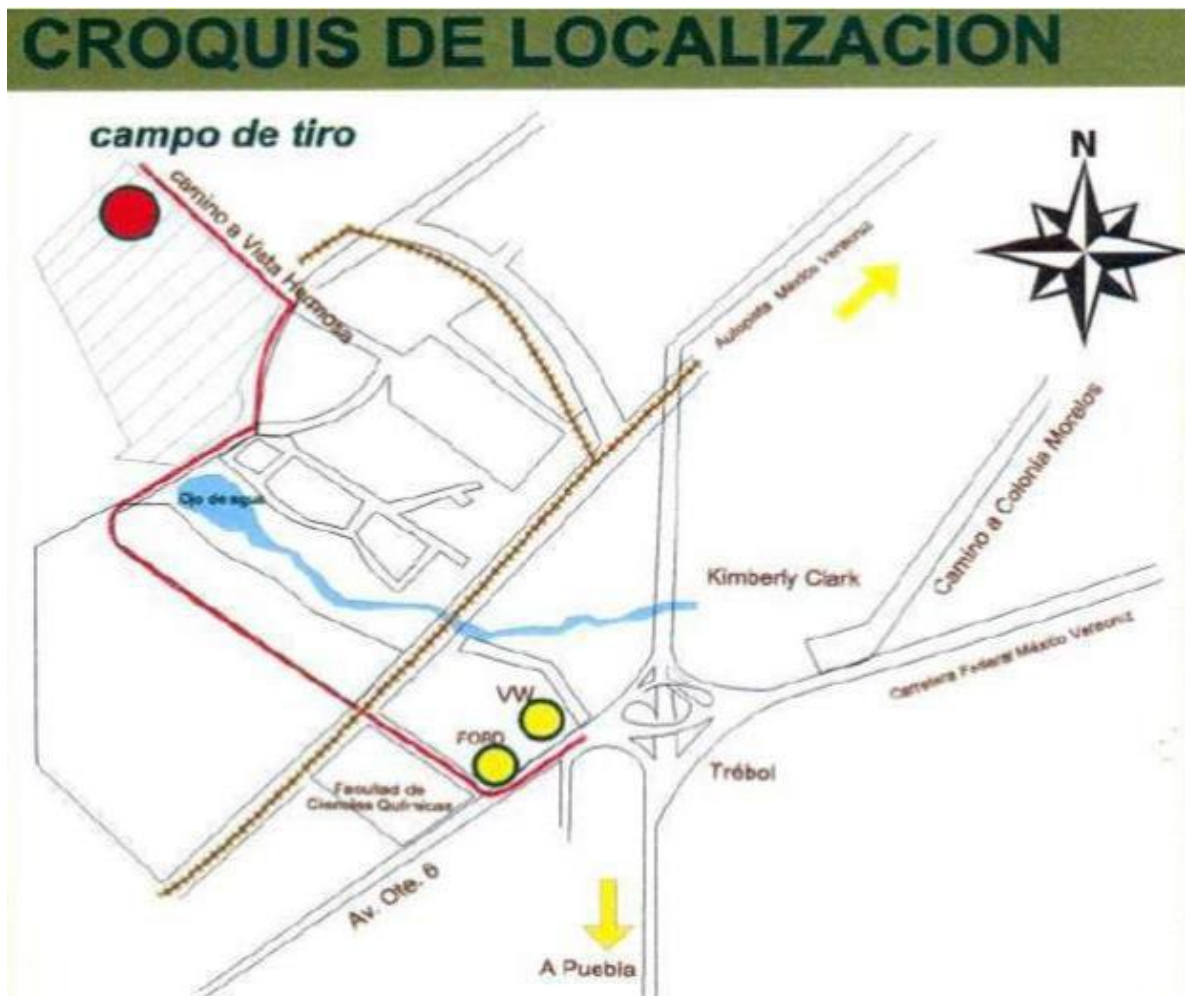 CROQUIS DE LOCALIZACION
campo de tiro
N
camino a Vista Hermosa
Autopista México Veracruz
Camino a Colonia Morelos
Ojo de agua
Kimberly Clark
Carretera Federal México Veracruz
VW
FORD
Trébol
Facultad de
Ciencias Químicas
Av. Ote. 6
A Puebla